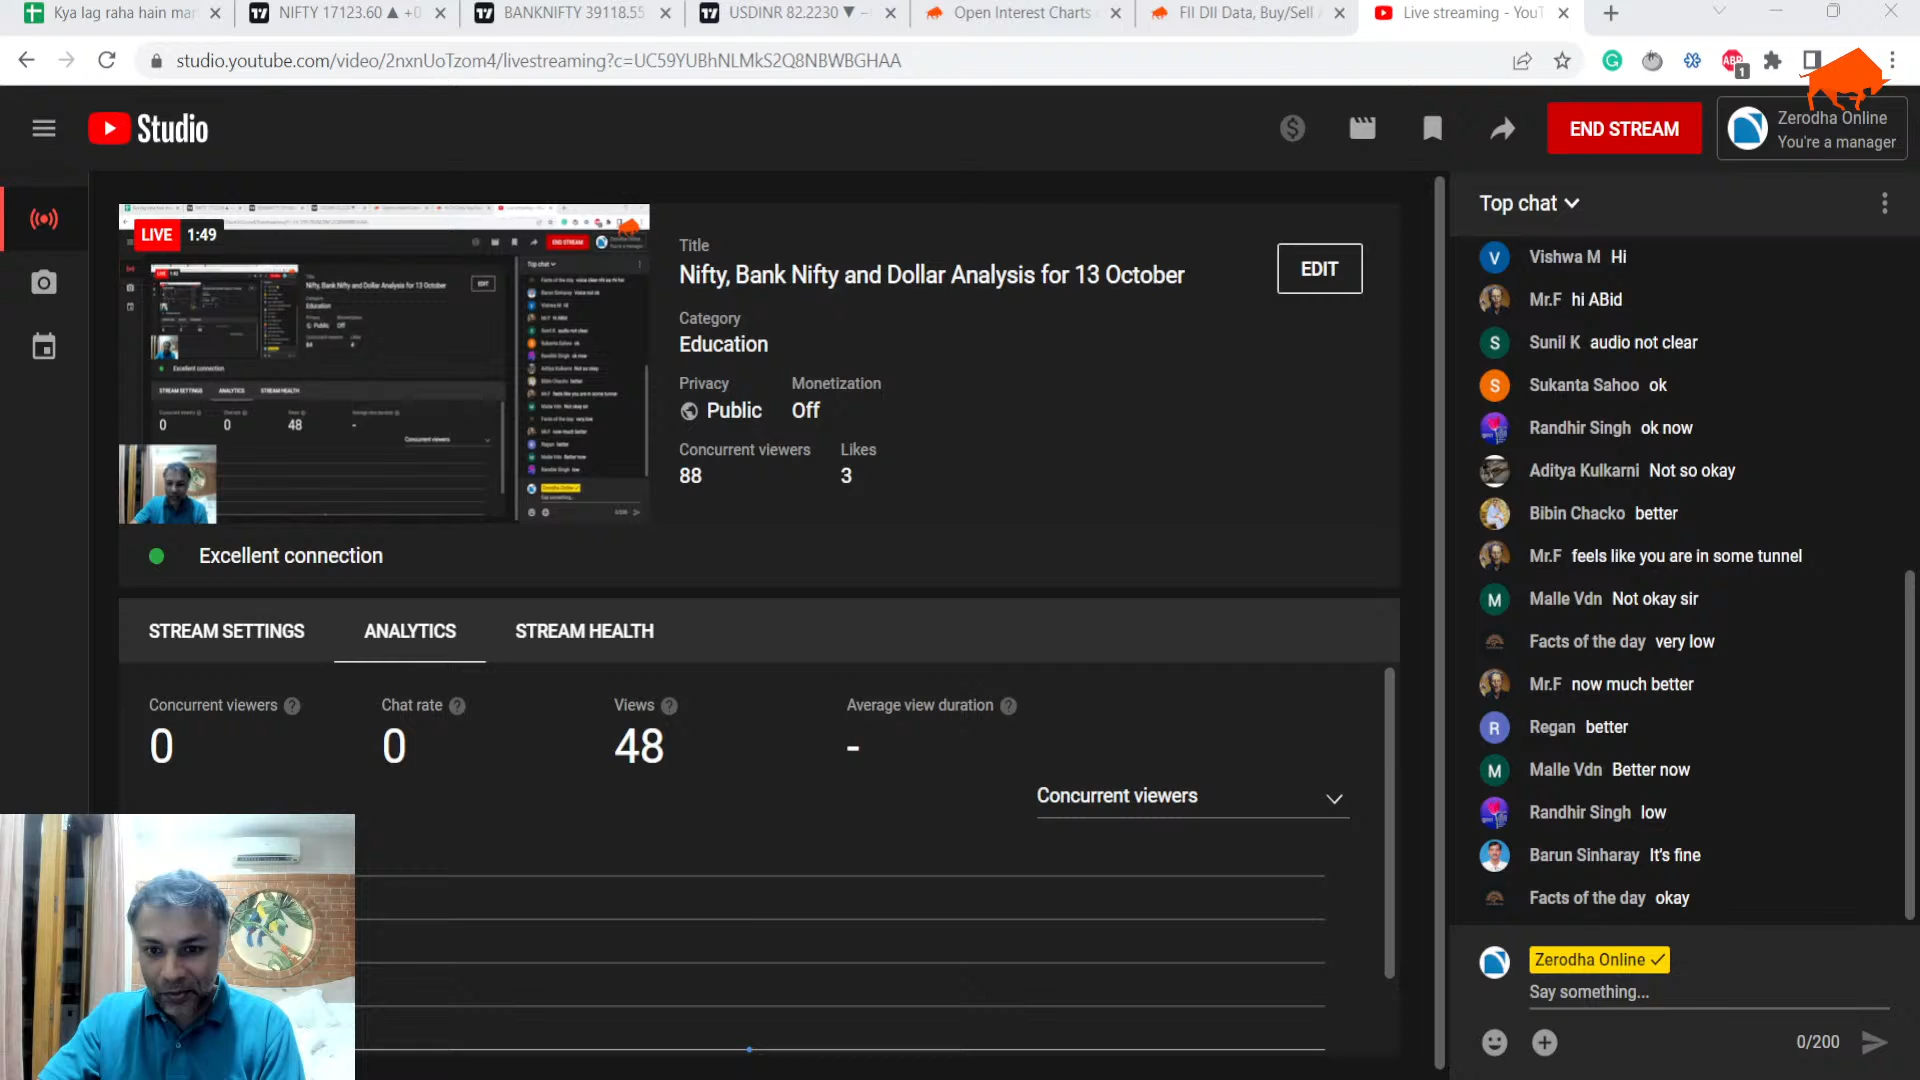 Kya lag raha hain mar
NIFTY 17123.60 ▲ +0
BANKNIFTY 39118.55
USDINR 82.2230 ▼ −
Open Interest Charts
FII DII Data, Buy/Sell
Live streaming - YouT
studio.youtube.com/video/2nxnUoTzom4/livestreaming?c=UC59YUBhNLMkS2Q8NBWBGHAA
ABP
1
Studio
END STREAM
Zerodha Online
You're a manager
LIVE 1:49
Title
Nifty, Bank Nifty and Dollar Analysis for 13 October
EDIT
Category
Education
Privacy
Monetization
Public
Off
Concurrent viewers
Likes
88
3
Excellent connection
STREAM SETTINGS
ANALYTICS
STREAM HEALTH
Concurrent viewers
Chat rate
Views
Average view duration
0
0
48
-
Concurrent viewers
Top chat
Vishwa M Hi
Mr.F hi ABid
Sunil K audio not clear
Sukanta Sahoo ok
Randhir Singh ok now
Aditya Kulkarni Not so okay
Bibin Chacko better
Mr.F feels like you are in some tunnel
Malle Vdn Not okay sir
Facts of the day very low
Mr.F now much better
Regan better
Malle Vdn Better now
Randhir Singh low
Barun Sinharay It's fine
Facts of the day okay
Zerodha Online
Say something...
0/200